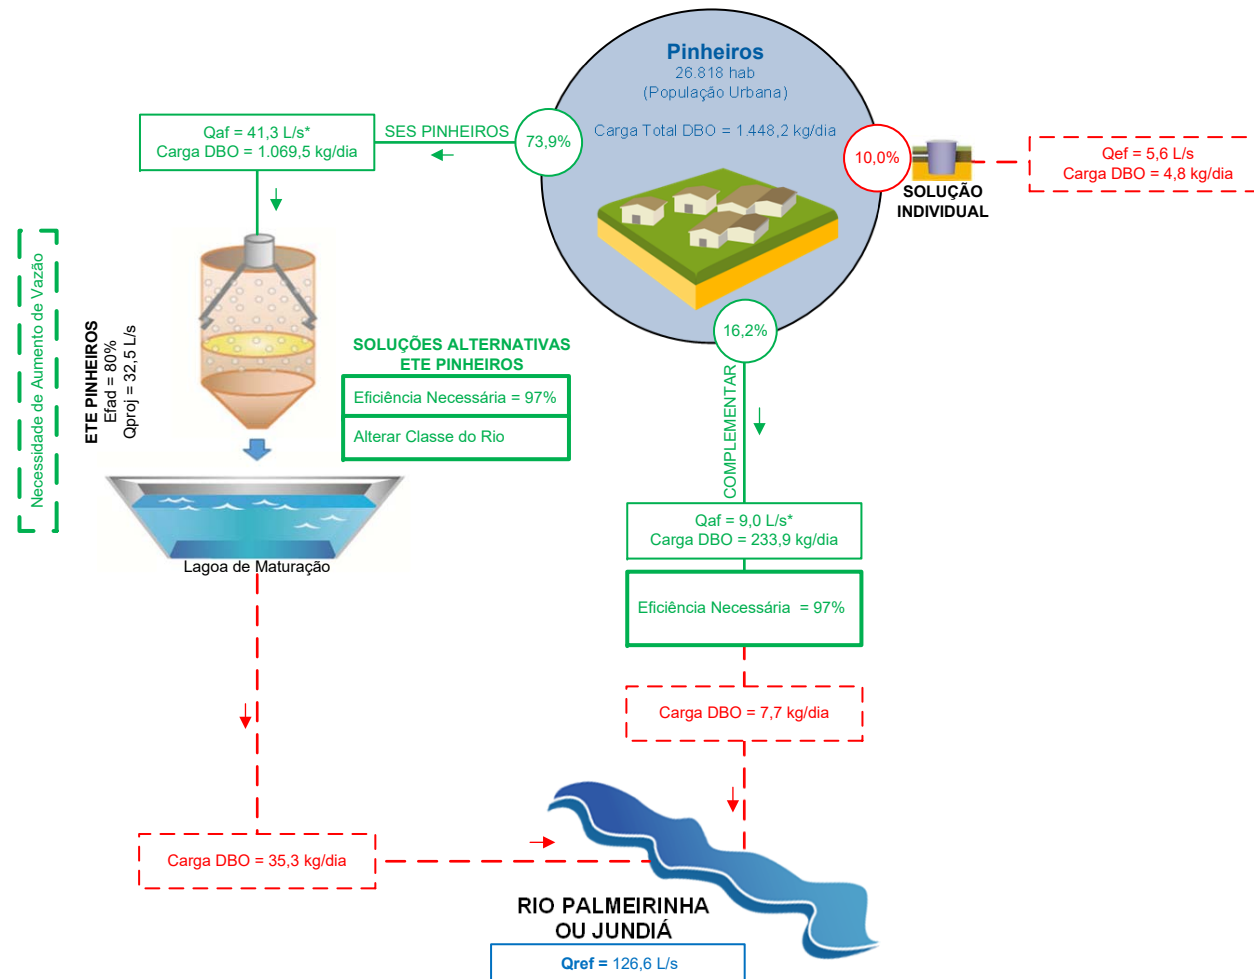 Pinheiros
26.818 hab
(População Urbana)
Carga Total DBO = 1.448,2 kg/dia
73,9%
SES PINHEIROS
Qaf = 41,3 L/s*
Carga DBO = 1.069,5 kg/dia
10,0%
SOLUÇÃO
INDIVIDUAL
Qef = 5,6 L/s
Carga DBO = 4,8 kg/dia
Necessidade de Aumento de Vazão
ETE PINHEIROS
Efad = 80%
Qproj = 32,5 L/s
SOLUÇÕES ALTERNATIVAS
ETE PINHEIROS
Eficiência Necessária = 97%
Alterar Classe do Rio
16,2%
COMPLEMENTAR
Qaf = 9,0 L/s*
Carga DBO = 233,9 kg/dia
Eficiência Necessária = 97%
Lagoa de Maturação
Carga DBO = 7,7 kg/dia
Carga DBO = 35,3 kg/dia
RIO PALMEIRINHA
OU JUNDIÁ
Qref = 126,6 L/s